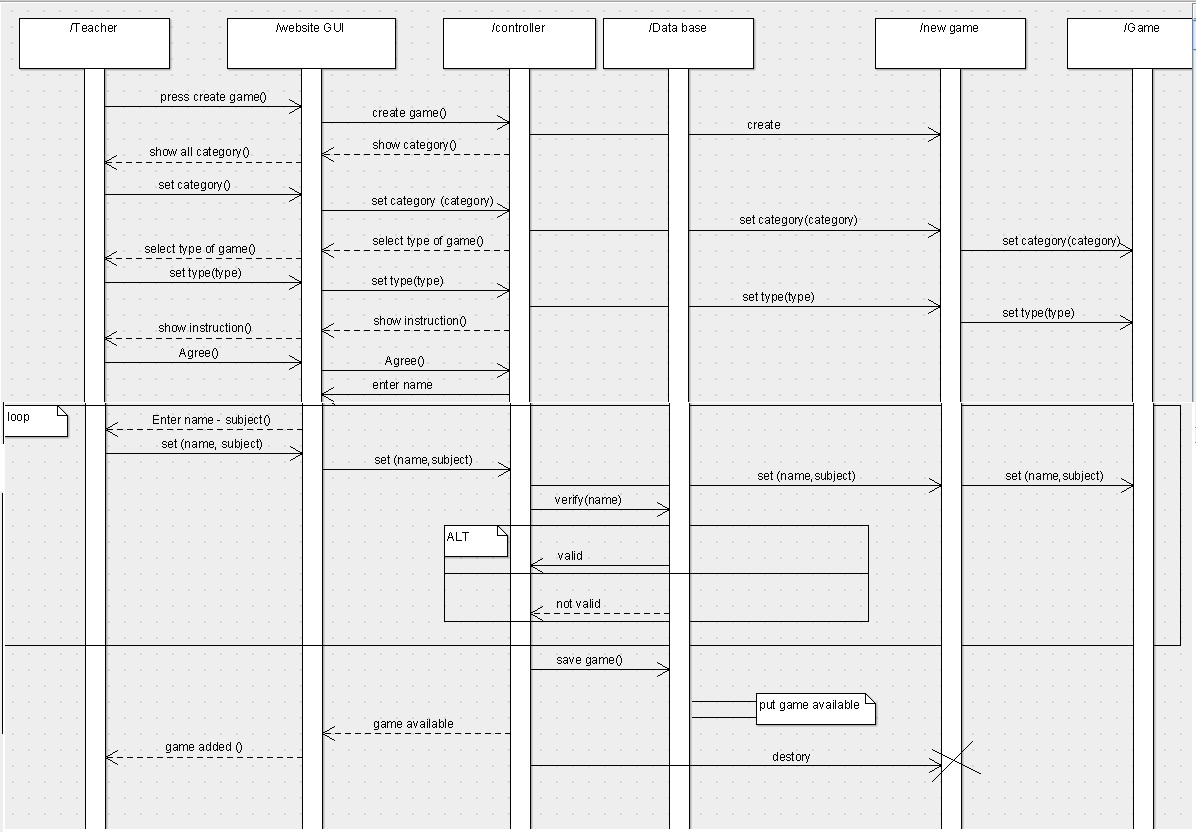 /Teacher
/website GUI
/controller
/Data base
/new game
/Game
press create game()
create game()
create
show category()
show all category()
set category()
set category (category)
set category(category)
set category(category)
select type of game()
select type of game()
set type(type)
set type(type)
set type(type)
set type(type)
show instruction()
show instruction()
Agree()
Agree()
enter name
loop
Enter name - subject()
set (name, subject)
set (name,subject)
set (name,subject)
set (name,subject)
verify(name)
ALT
valid
not valid
save game()
put game available
game available
game added ()
destory